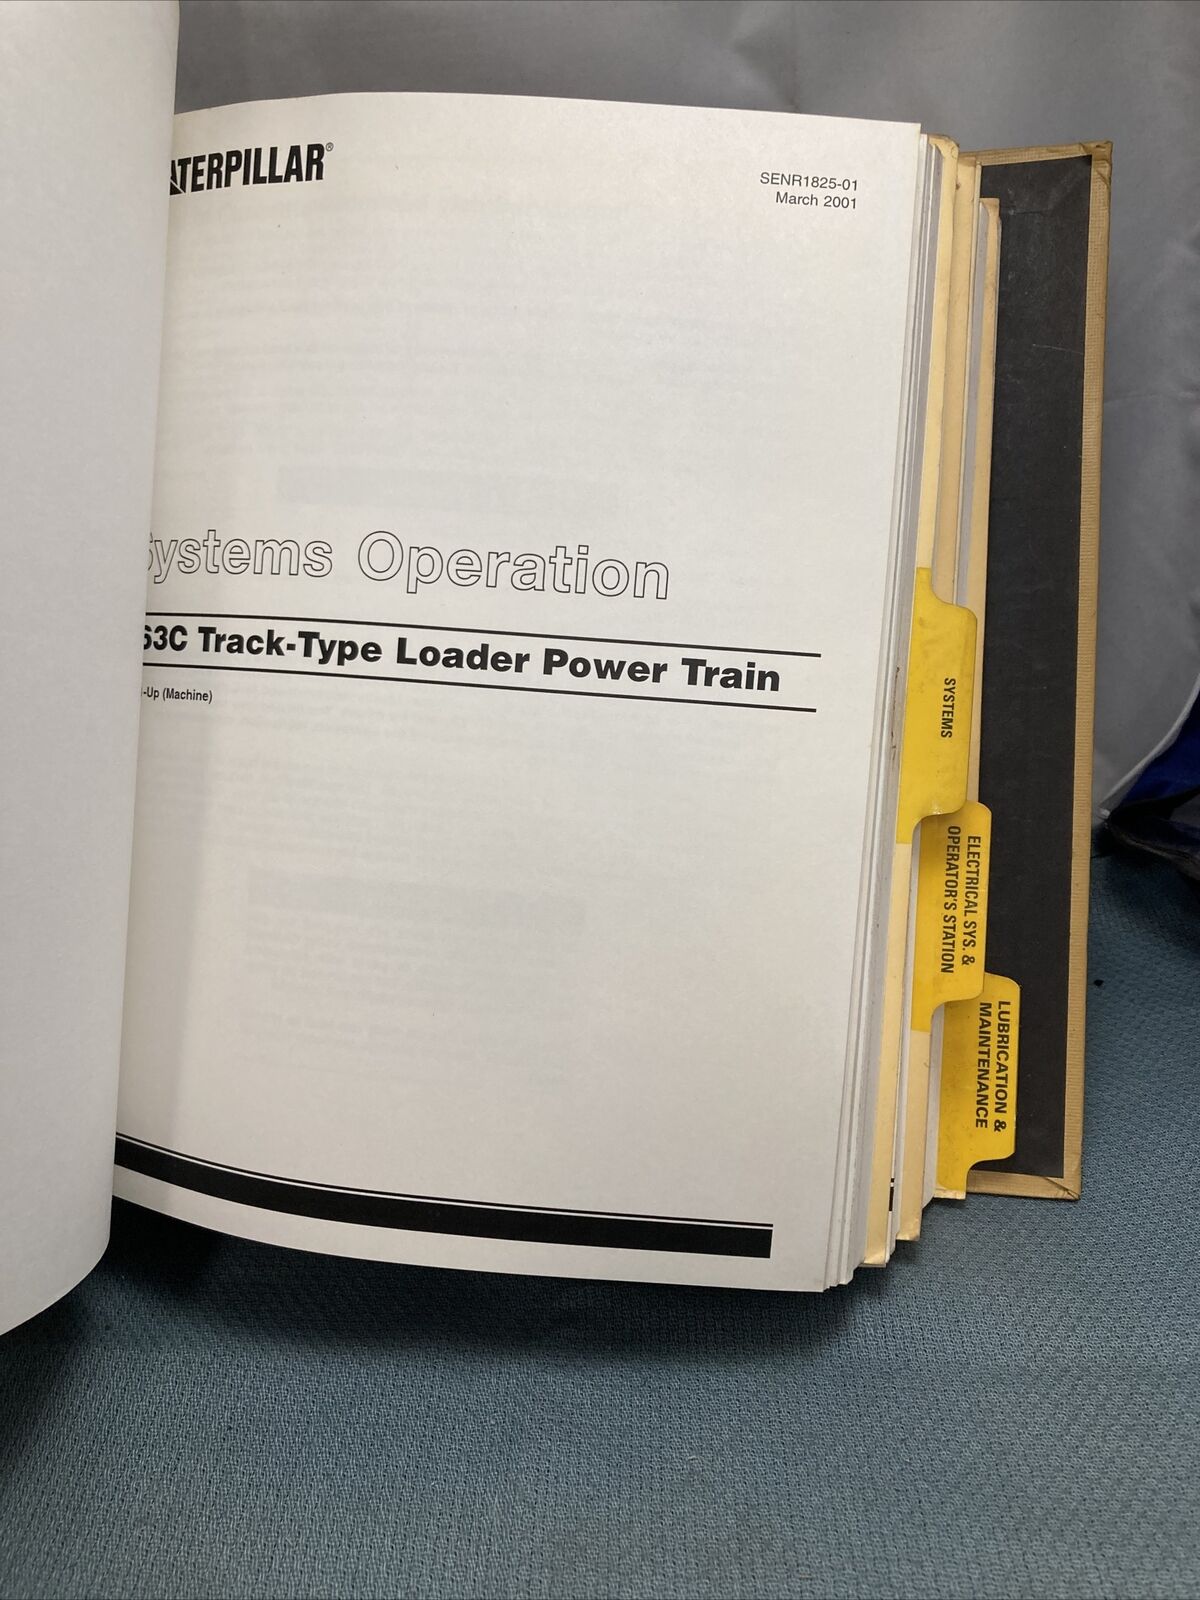 ATERPILLAR®
SENR1825-01
March 2001
Systems Operation
63C Track-Type Loader Power Train
-Up (Machine)
SYSTEMS
ELECTRICAL SYS. &
OPERATOR'S STATION
LUBRICATION &
MAINTENANCE